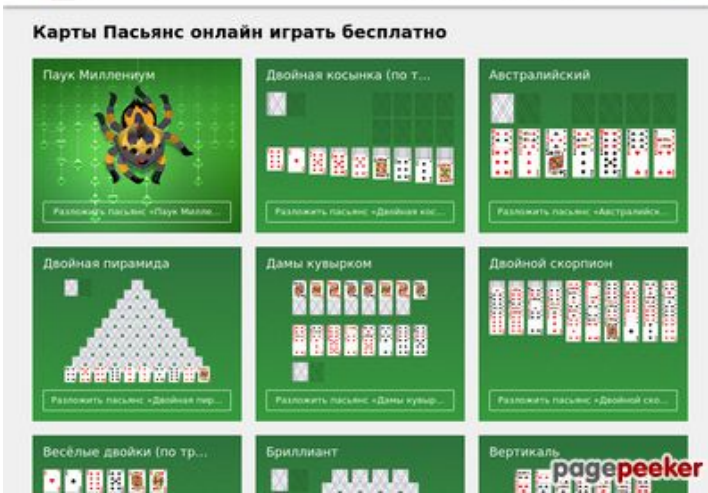 Карты Пасьянс онлайн играть бесплатно
Паук Миллениум
Двойная косынка (по т...
Австралийский
Разложить пасьянс «Паук Милле...
Разложить пасьянс «Двойная кос...
Разложить пасьянс «Австралийск...
Двойная пирамида
Дамы кувырком
Двойной скорпион
Разложить пасьянс «Двойная пир...
Разложить пасьянс «Дамы кувыр...
Разложить пасьянс «Двойной ско...
Весёлые двойки (по тр...
Бриллиант
Вертикаль
pagepeeker